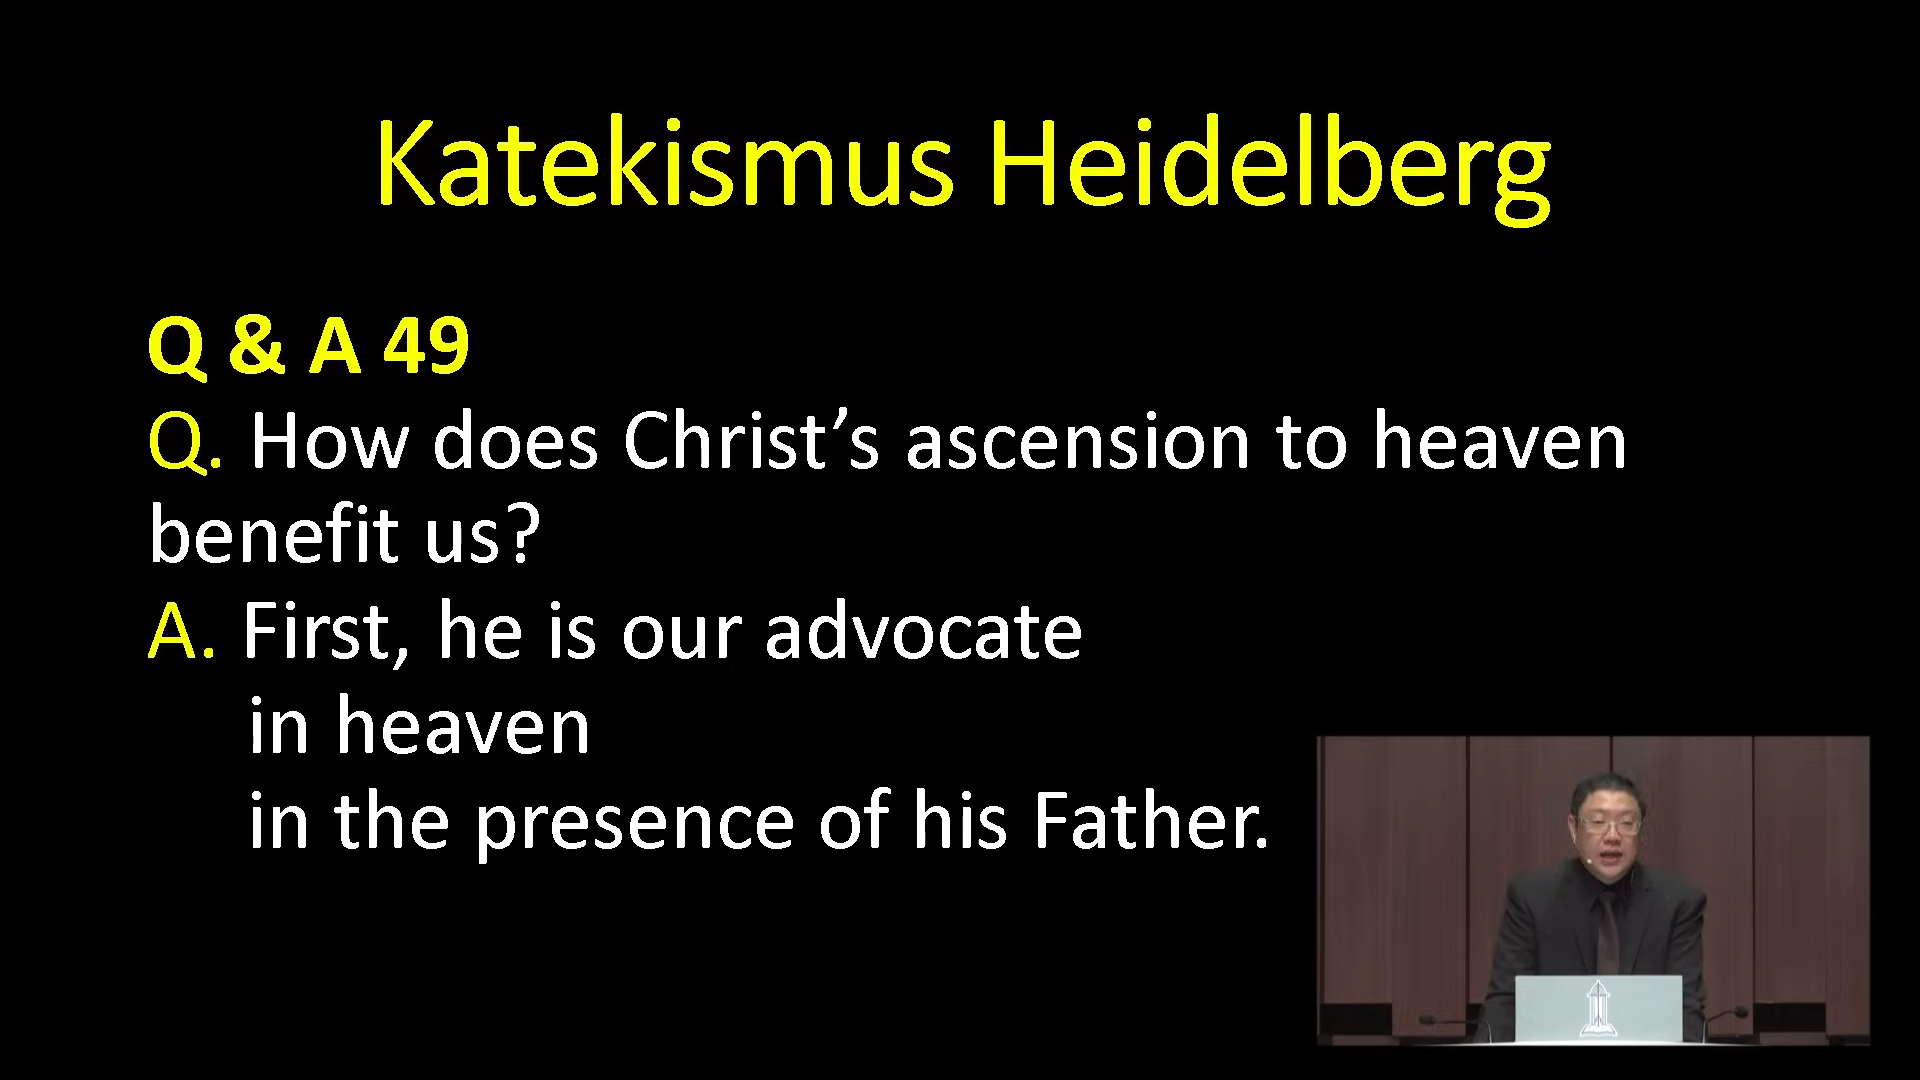 Katekismus Heidelberg
Q & A 49
Q. How does Christ’s ascension to heaven
benefit us?
A. First, he is our advocate
in heaven
in the presence of his Father.